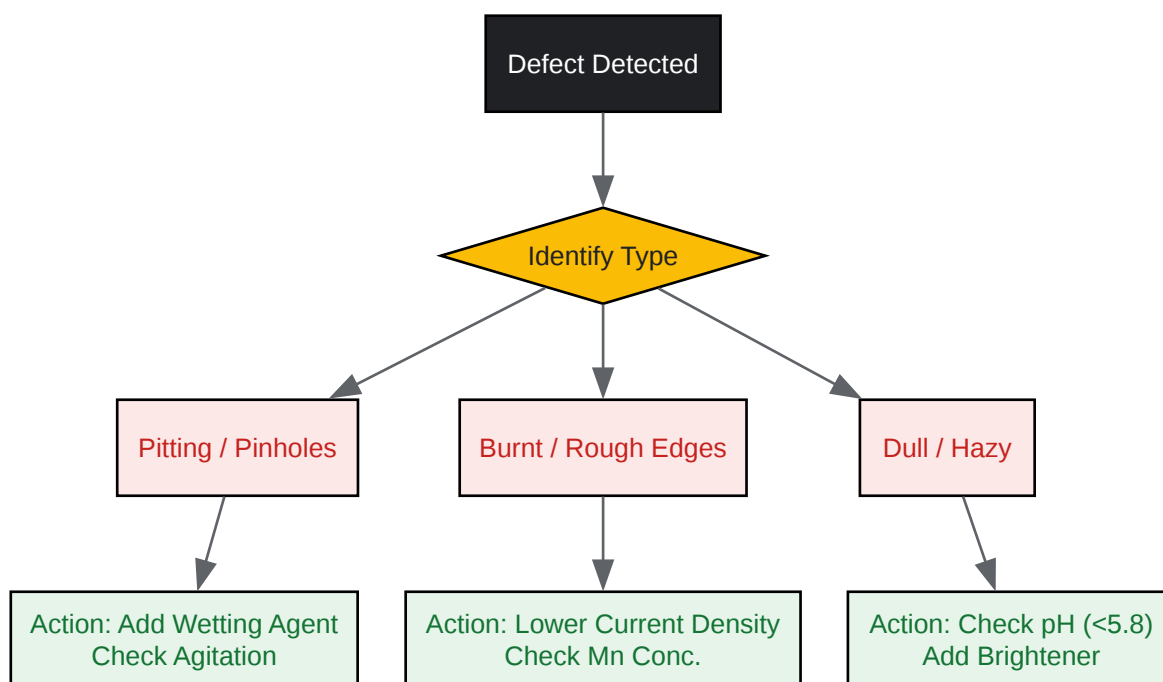 Defect Detected
Identify Type
Pitting / Pinholes
Burnt / Rough Edges
Dull / Hazy
Action: Add Wetting Agent
Check Agitation
Action: Lower Current Density
Check Mn Conc.
Action: Check pH (<5.8)
Add Brightener